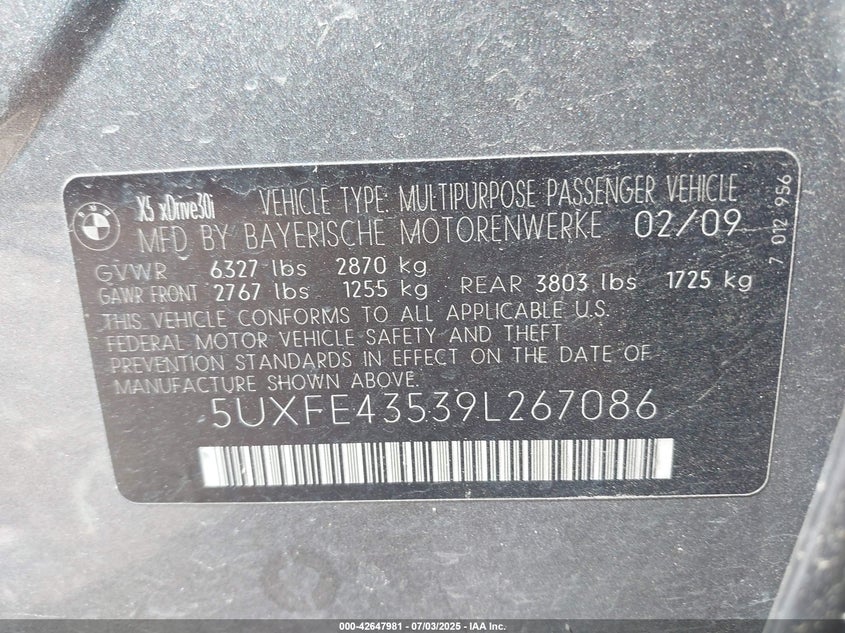 BMW
X5 xDrive30i VEHICLE TYPE: MULTIPURPOSE PASSENGER VEHICLE
MFD BY BAYERISCHE MOTORENWERKE 02/09
GVWR 6327 lbs 2870 kg
GAWR FRONT 2767 lbs 1255 kg REAR 3803 lbs 1725 kg
THIS VEHICLE CONFORMS TO ALL APPLICABLE U.S.
FEDERAL MOTOR VEHICLE SAFETY AND THEFT
PREVENTION STANDARDS IN EFFECT ON THE DATE OF
MANUFACTURE SHOWN ABOVE.
5UXFE43539L267086
7 012 956
000-42647981 | 07/03/2025 - IAA Inc.